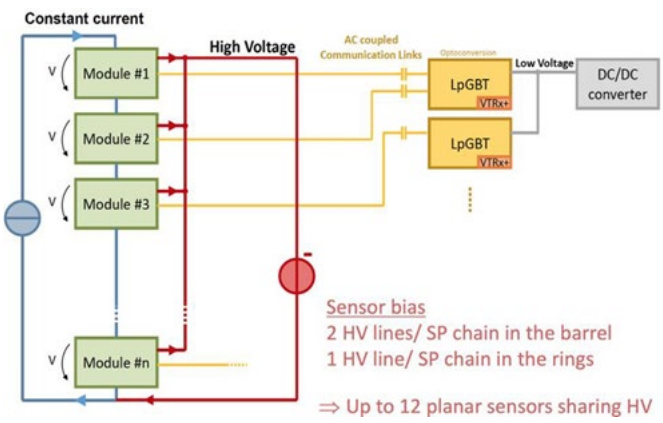 Constant current
High Voltage
AC coupled
Communication Links
Optoconversion
Low Voltage
DC/DC
converter
LpGBT
VTRx+
LpGBT
VTRx+
V
Module #1
V
Module #2
V
Module #3
V
Module #n
-
Sensor bias
2 HV lines/ SP chain in the barrel
1 HV line/ SP chain in the rings
⇒ Up to 12 planar sensors sharing HV